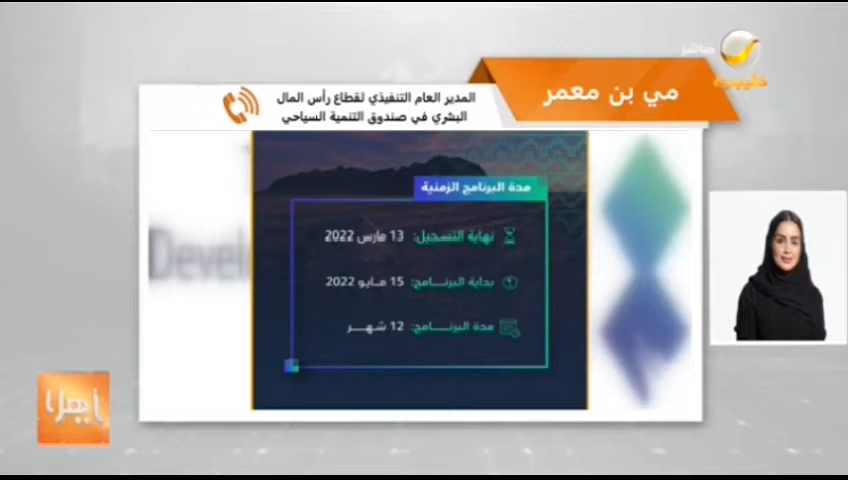 مباشر
مي بن معمر
المدير العام التنفيذي لقطاع رأس المال
البشري في صندوق التنمية السياحي
مدة البرنامج الزمنية
نهاية التسجيل: 13 مارس 2022
بداية البرنامج: 15 مايو 2022
مدة البرنامج: 12 شهر
Devel
يا هلا